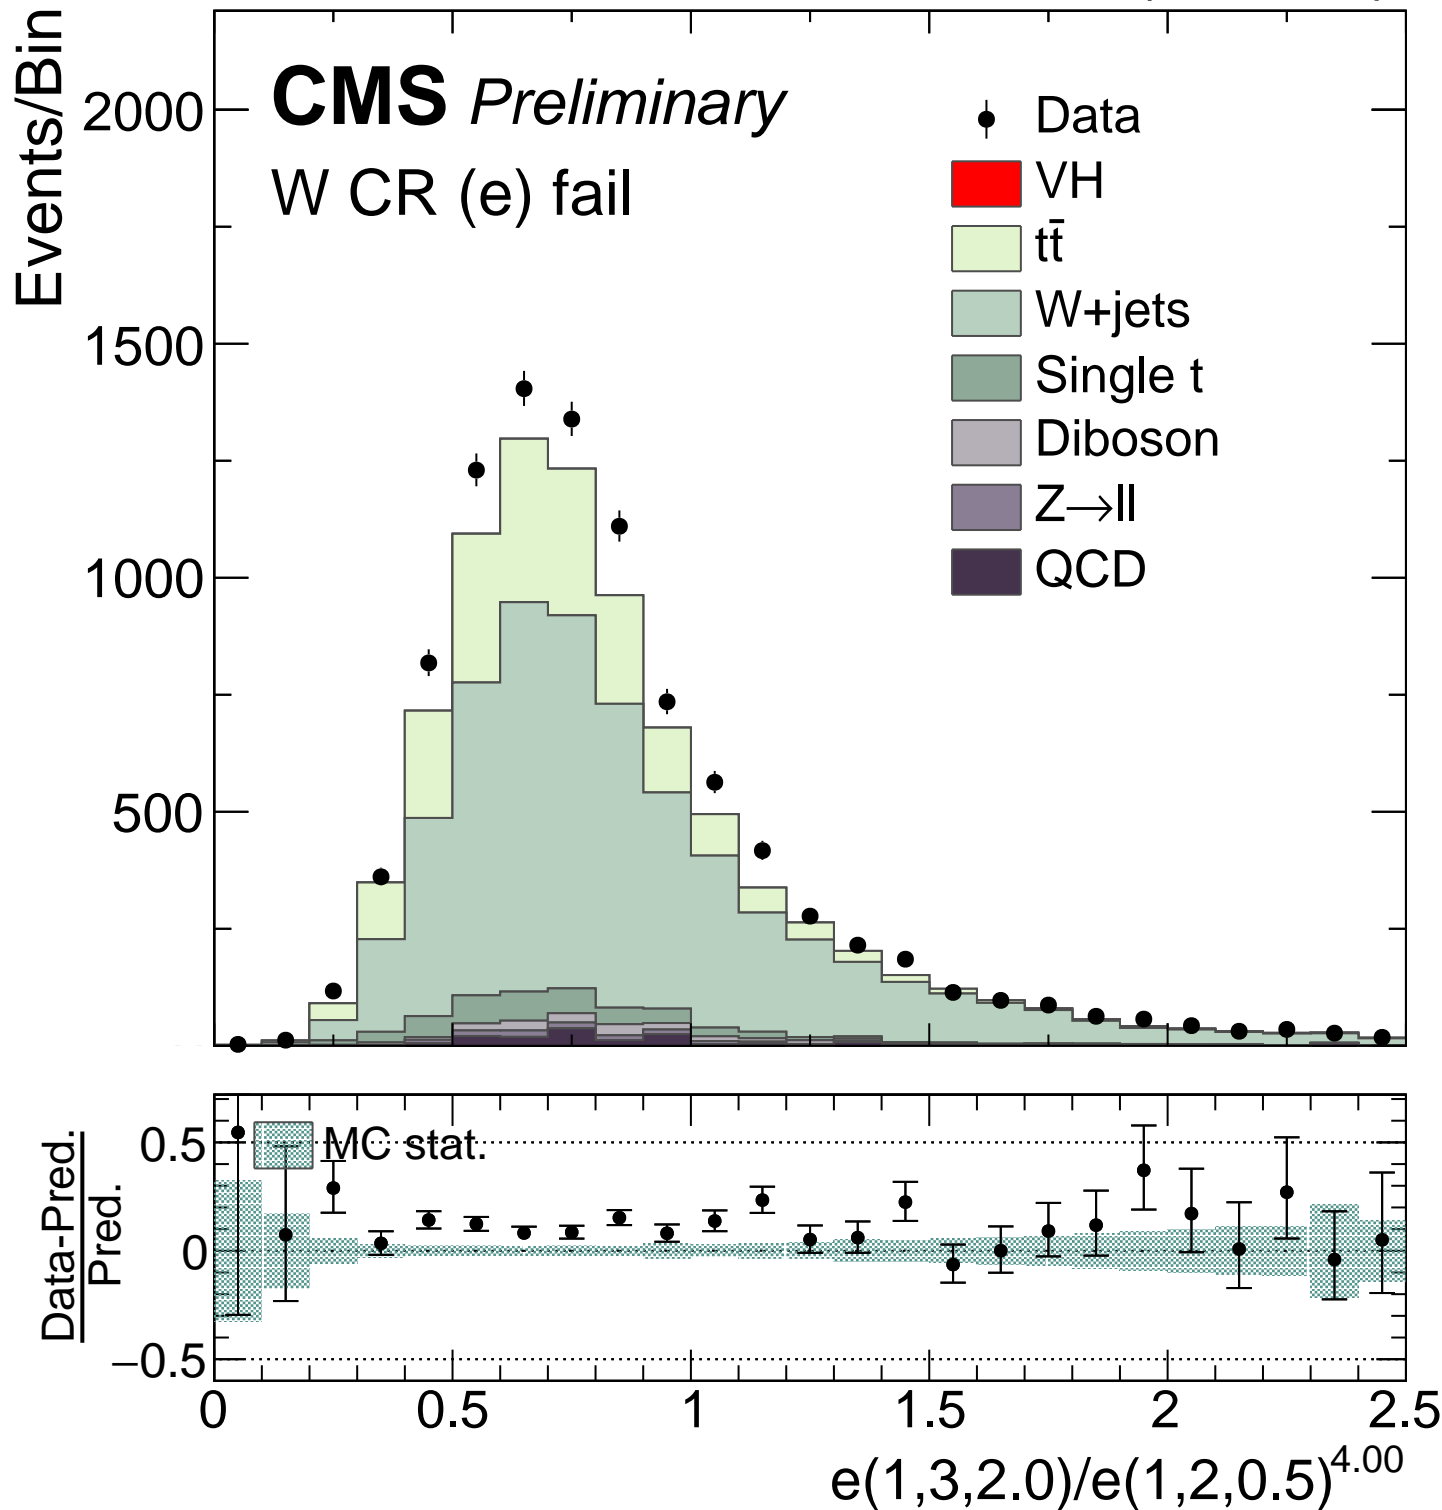 CMS Preliminary
W CR (e) fail
Events/Bin
2000
1500
1000
500
Data
VH
tt̄
W+jets
Single t
Diboson
Z→ll
QCD
MC stat.
Data-Pred.
Pred.
0.5
0
−0.5
0 0.5 1 1.5 2 2.5
e(1,3,2.0)/e(1,2,0.5)^4.00